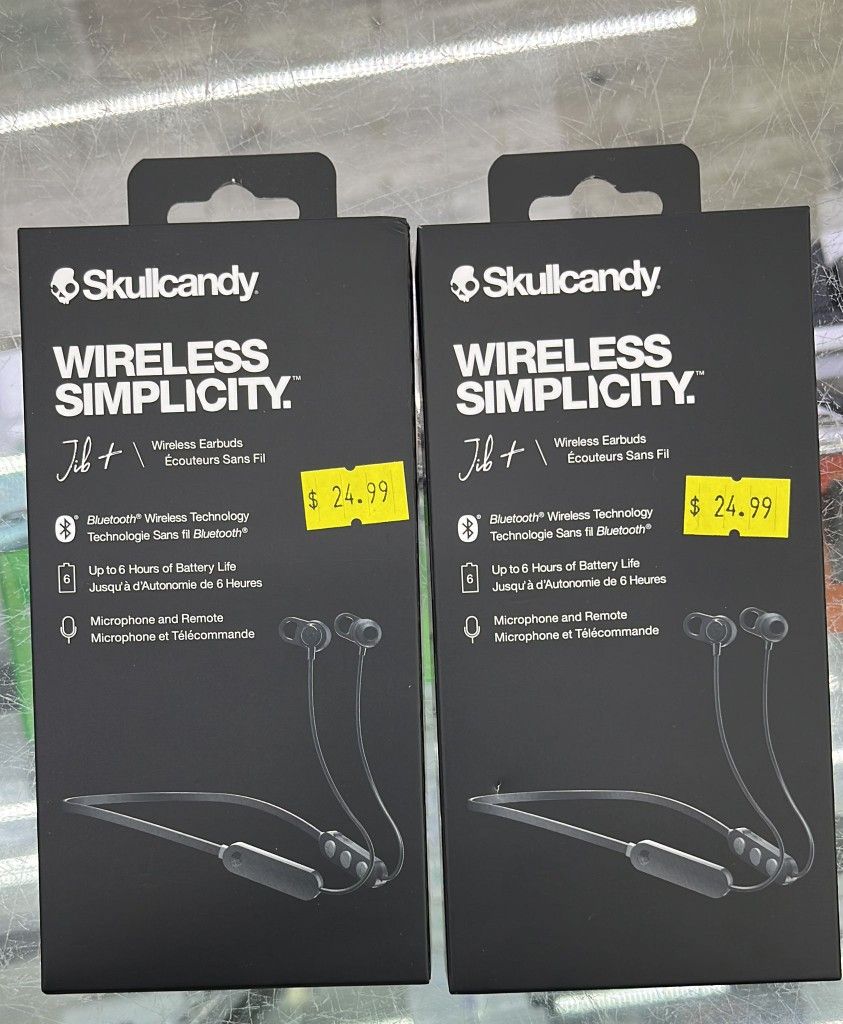 Skullcandy®
WIRELESS
SIMPLICITY.™
Jib + \ Wireless Earbuds
Écouteurs Sans Fil
$ 24.99
Bluetooth® Wireless Technology
Technologie Sans fil Bluetooth®
6
Up to 6 Hours of Battery Life
Jusqu'à d'Autonomie de 6 Heures
Microphone and Remote
Microphone et Télécommande
Skullcandy®
WIRELESS
SIMPLICITY.™
Jib + \ Wireless Earbuds
Écouteurs Sans Fil
$ 24.99
Bluetooth® Wireless Technology
Technologie Sans fil Bluetooth®
6
Up to 6 Hours of Battery Life
Jusqu'à d'Autonomie de 6 Heures
Microphone and Remote
Microphone et Télécommande